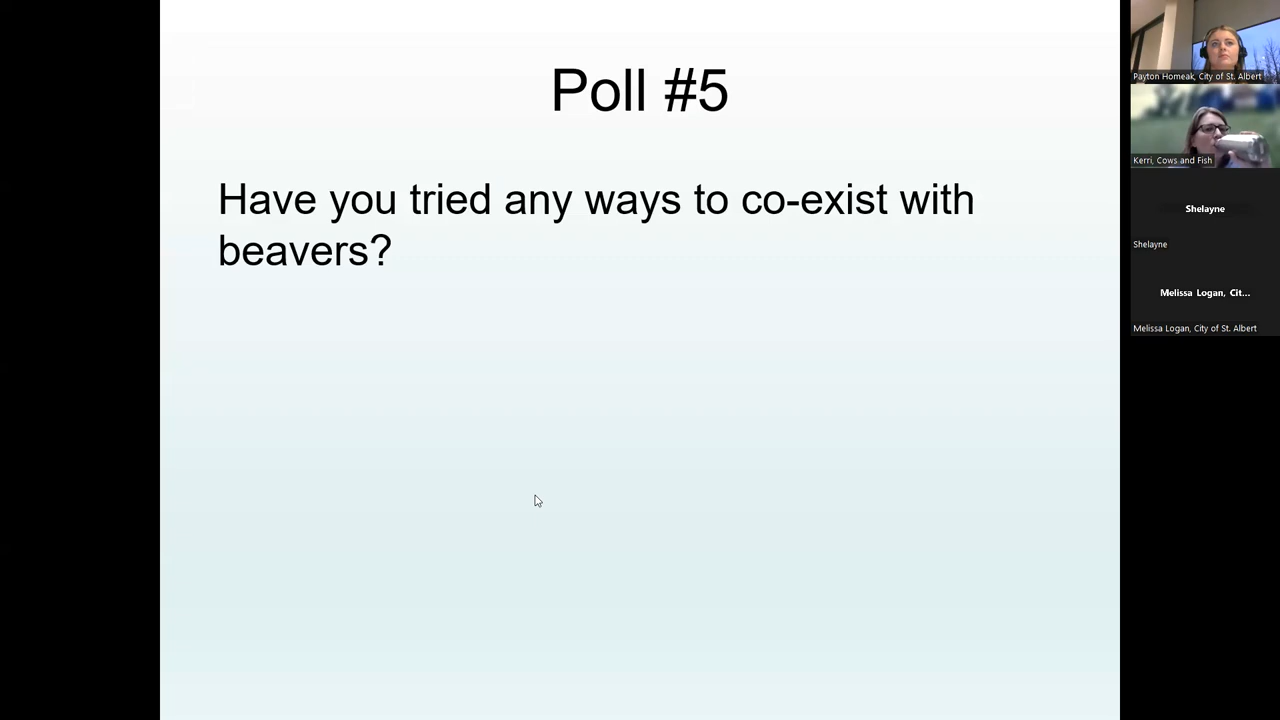 Poll #5
Have you tried any ways to co-exist with
beavers?
Payton Homeak, City of St. Albert
Kerri, Cows and Fish
Shelayne
Shelayne
Melissa Logan, Cit...
Melissa Logan, City of St. Albert